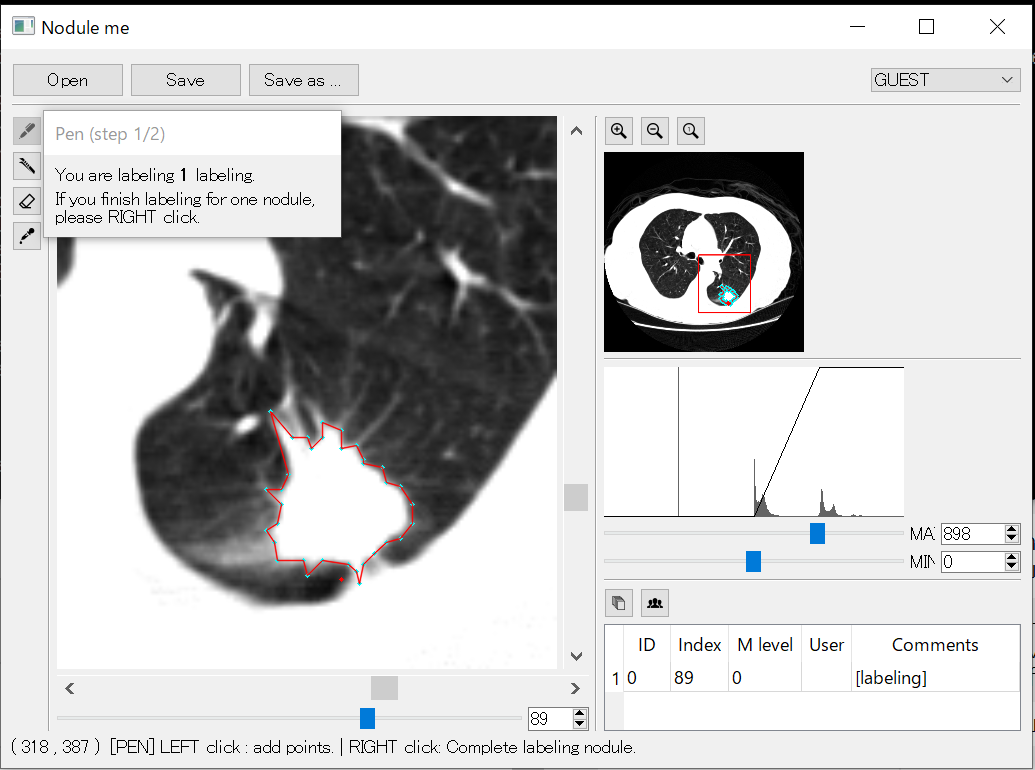 Nodule me
Open Save Save as ... GUEST
Pen (step 1/2)
You are labeling 1 labeling.
If you finish labeling for one nodule,
please RIGHT click.
MA 898
MIN 0
ID Index M level User Comments
1 0 89 0 [labeling]
89
( 318 , 387 ) [PEN] LEFT click : add points. | RIGHT click: Complete labeling nodule.